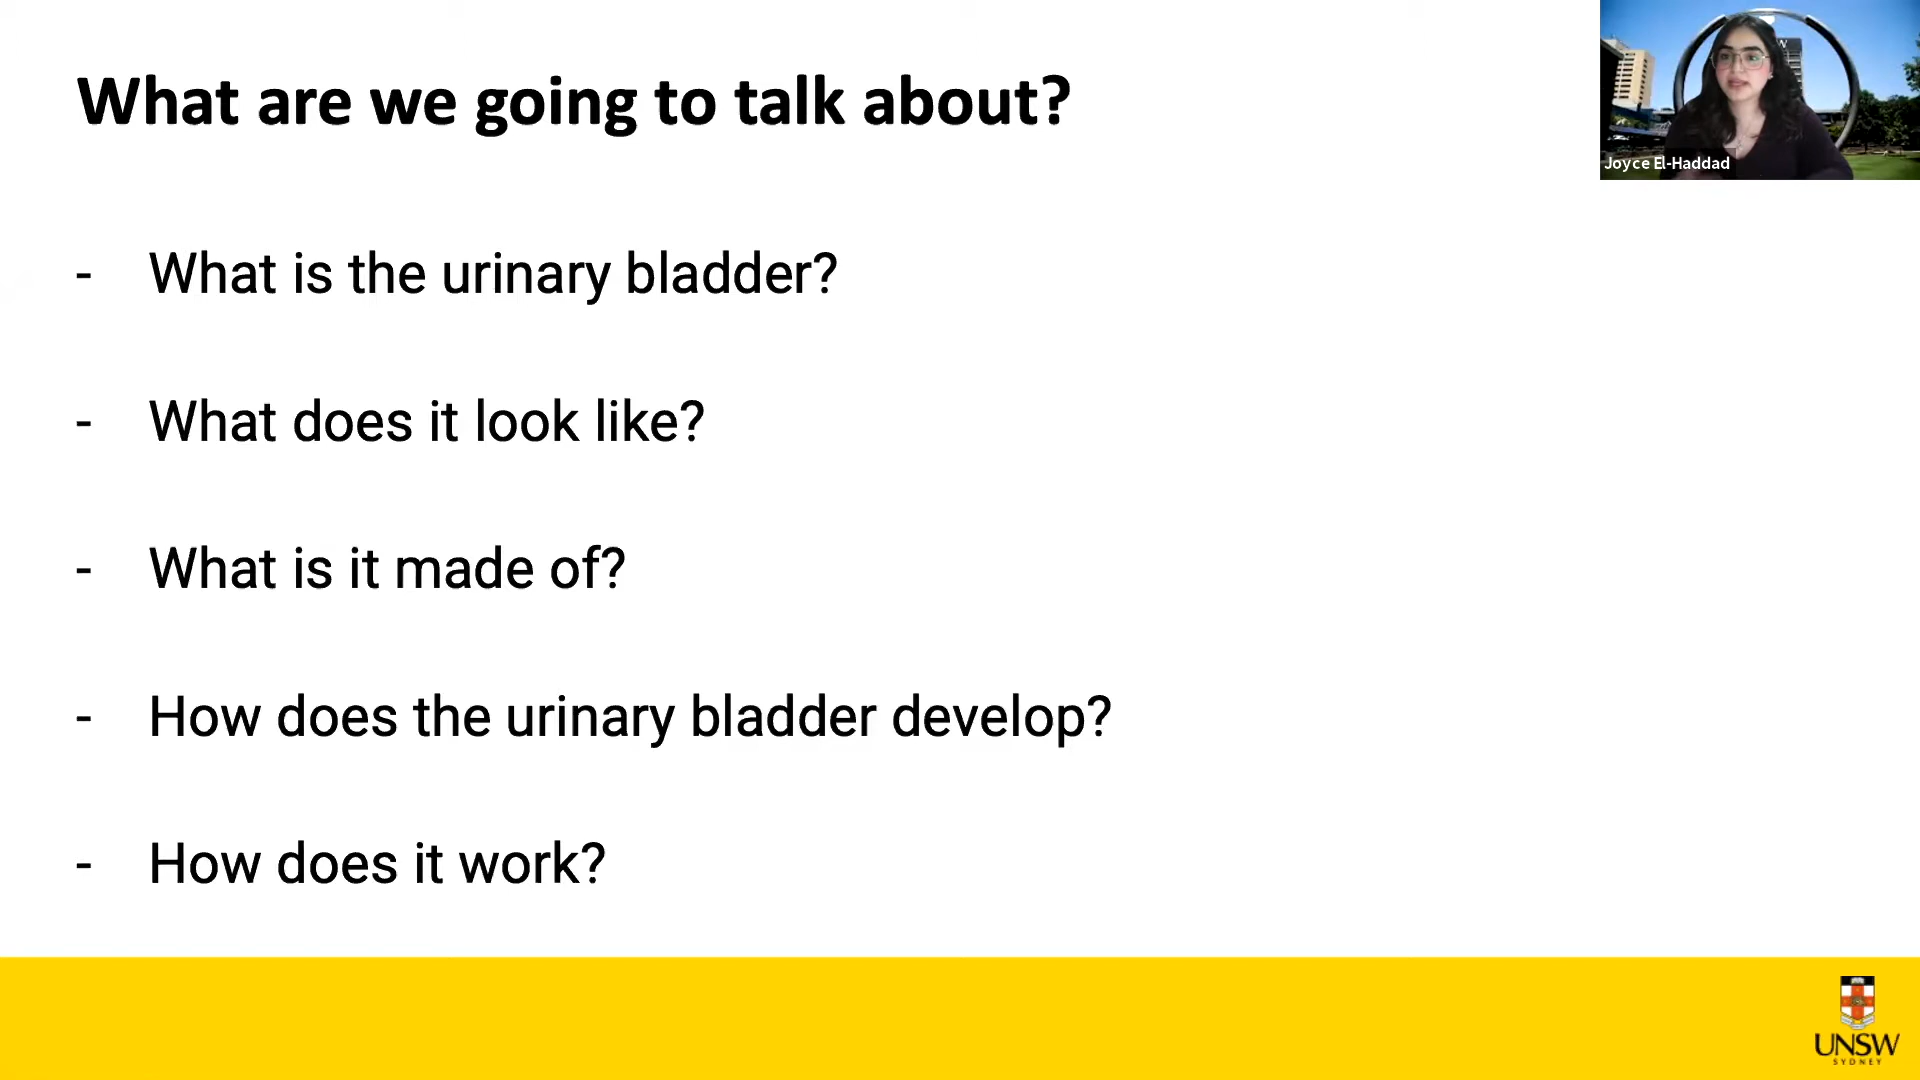 What are we going to talk about?
W
Joyce El-Haddad
- What is the urinary bladder?
- What does it look like?
- What is it made of?
- How does the urinary bladder develop?
- How does it work?
UNSW
SYDNEY